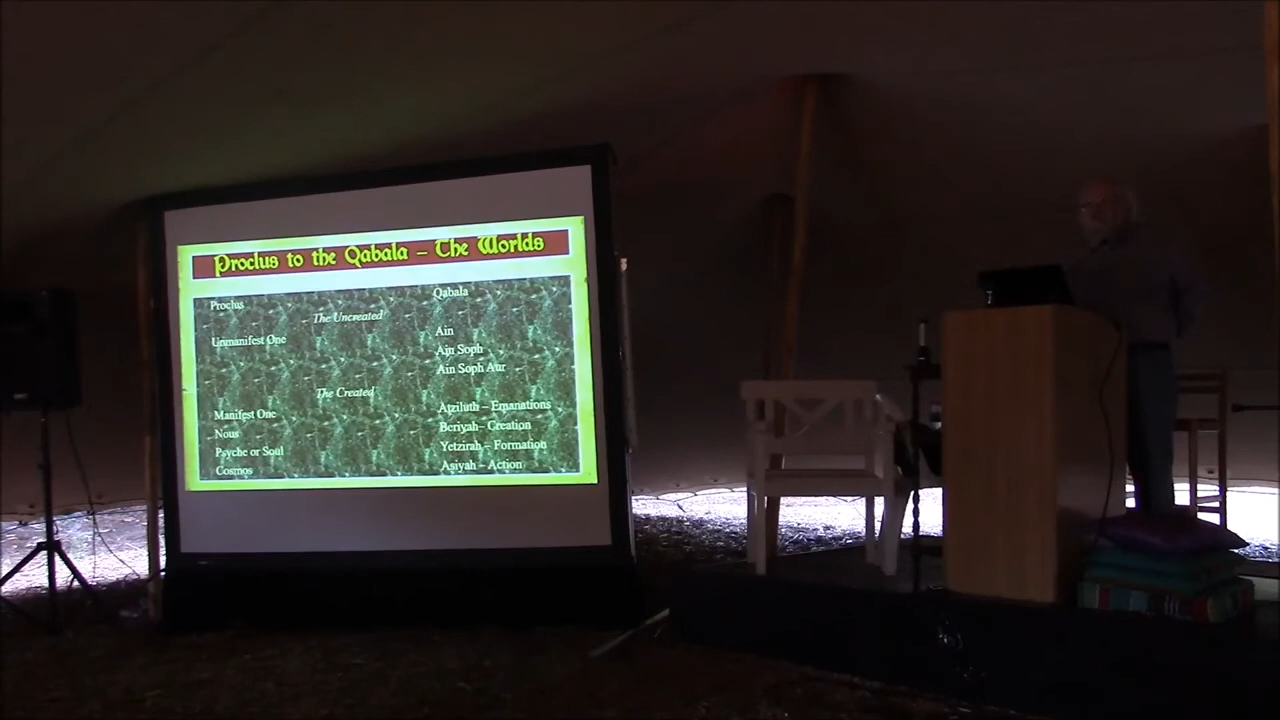 Proclus to the Qabala – The Worlds
Proclus Qabala
The Uncreated
Unmanifest One Ain
Ain Soph
Ain Soph Aur
The Created
Manifest One Atziluth – Emanations
Nous Beriyah– Creation
Psyche or Soul Yetzirah – Formation
Cosmos Asiyah – Action